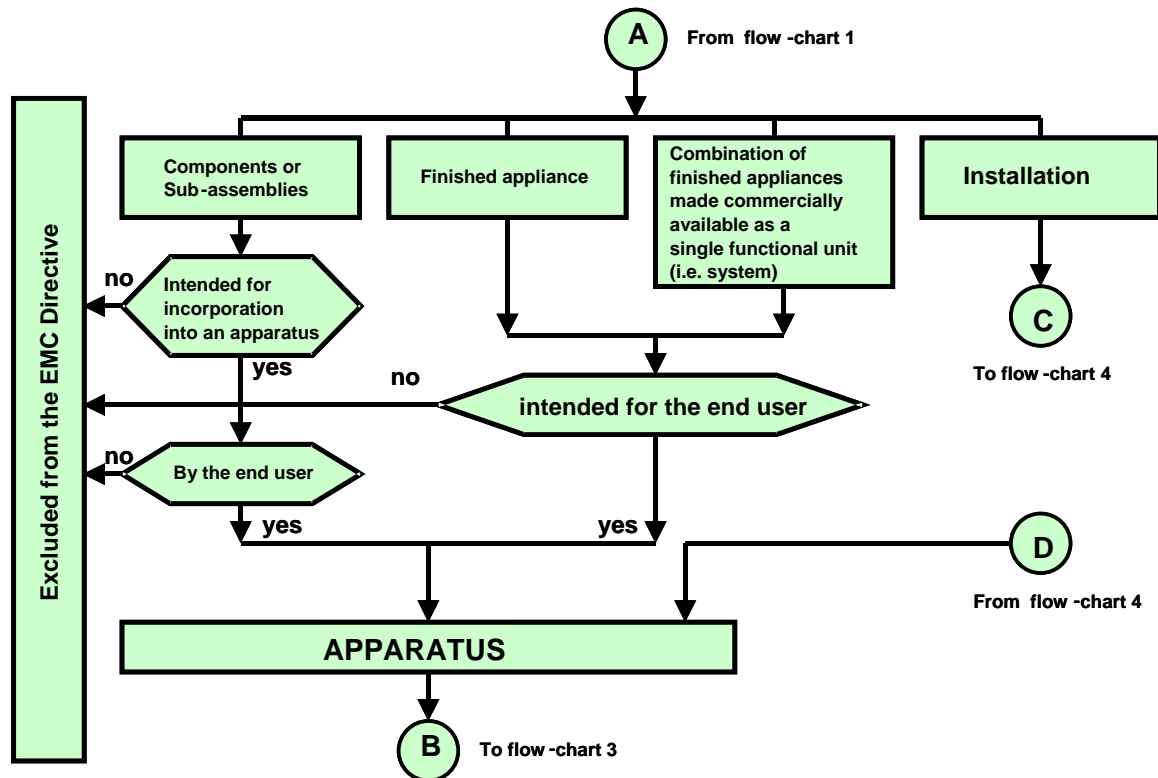 A
From flow-chart 1
Components or
Sub-assemblies
Finished appliance
Combination of
finished appliances
made commercially
available as a
single functional unit
(i.e. system)
Installation
Excluded from the EMC Directive
no
Intended for
incorporation
into an apparatus
yes
C
To flow-chart 4
no
intended for the end user
no
By the end user
yes
yes
D
From flow-chart 4
APPARATUS
B
To flow-chart 3